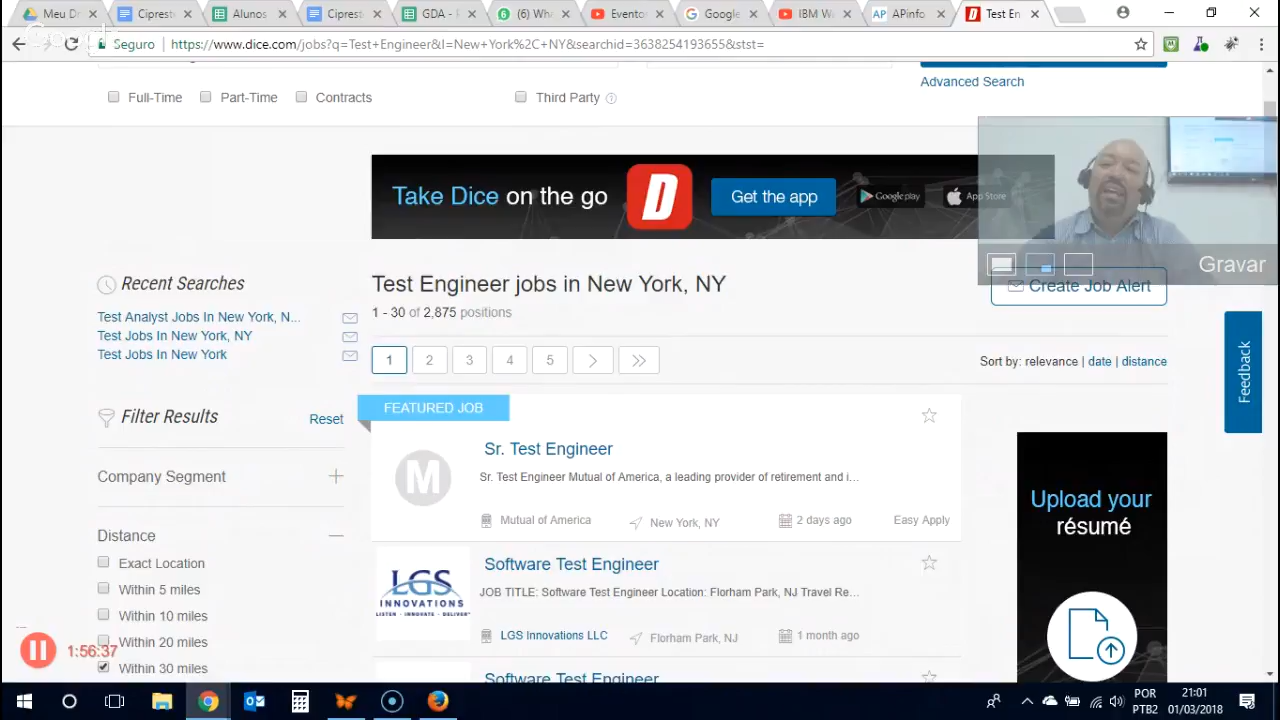 Meu D
Ciprest
Alunos
Ciprest
GDA - I
(6) Wh
Evento
Google
IBM W
APinfo
Test En
Seguro
https://www.dice.com/jobs?q=Test+Engineer&l=New+York%2C+NY&searchid=3638254193655&stst=
Full-Time
Part-Time
Contracts
Third Party
Advanced Search
Take Dice on the go
D
Get the app
Google play
App Store
Gravar
Recent Searches
Test Analyst Jobs In New York, N...
Test Jobs In New York, NY
Test Jobs In New York
Test Engineer jobs in New York, NY
1 - 30 of 2,875 positions
Create Job Alert
1 2 3 4 5 > >>
Sort by: relevance | date | distance
Feedback
Filter Results
Reset
Company Segment
Distance
Exact Location
Within 5 miles
Within 10 miles
Within 20 miles
Within 30 miles
FEATURED JOB
M
Sr. Test Engineer
Sr. Test Engineer Mutual of America, a leading provider of retirement and i...
Mutual of America
New York, NY
2 days ago
Easy Apply
LGS
INNOVATIONS
LISTEN · INNOVATE · DELIVER
Software Test Engineer
JOB TITLE: Software Test Engineer Location: Florham Park, NJ Travel Re...
LGS Innovations LLC
Florham Park, NJ
1 month ago
Software Test Engineer
Upload your
résumé
1:56:37
POR
PTB2
21:01
01/03/2018